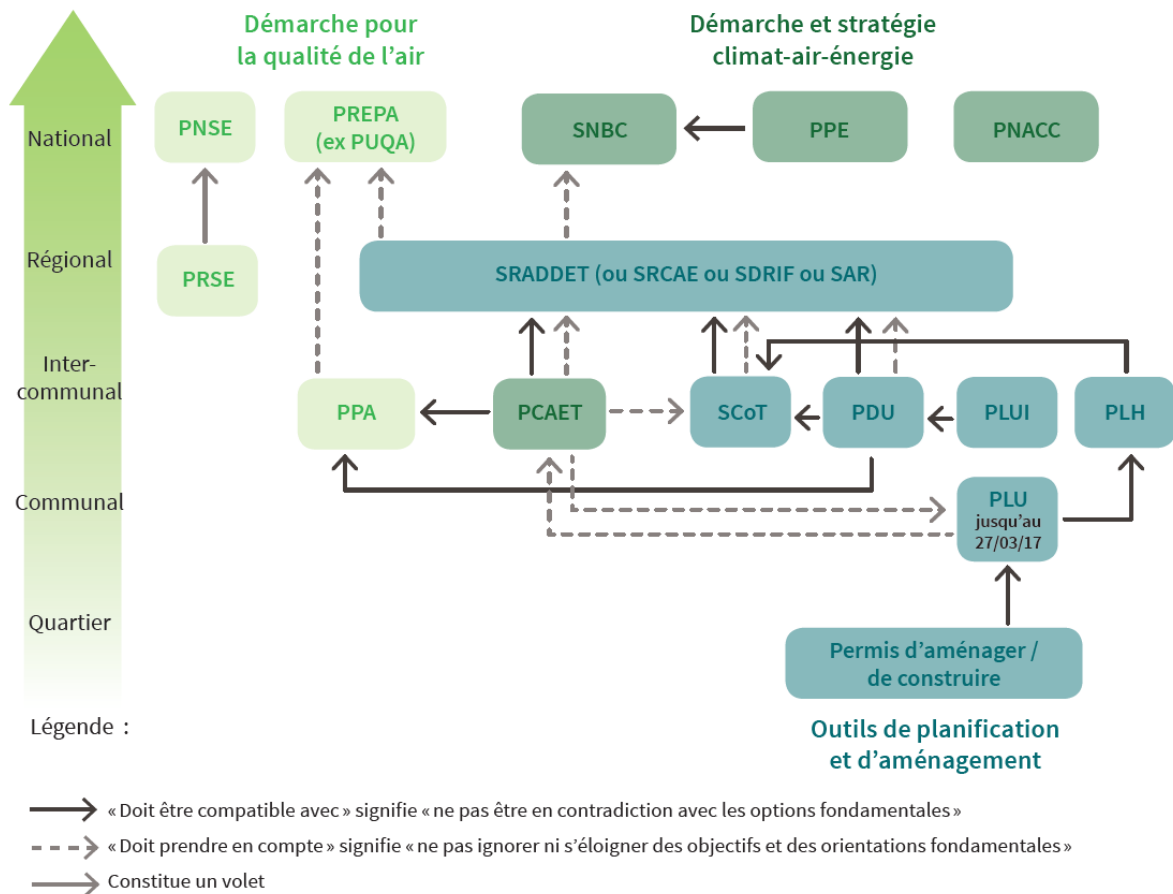 Démarche pour
la qualité de l’air
Démarche et stratégie
climat-air-énergie
National
PNSE
PREPA
(ex PUQA)
SNBC
PPE
PNACC
Régional
PRSE
SRADDET (ou SRCAE ou SDRIF ou SAR)
Inter-
communal
PPA
PCAET
SCoT
PDU
PLUI
PLH
Communal
PLU
jusqu’au
27/03/17
Quartier
Permis d’aménager /
de construire
Légende :
Outils de planification
et d’aménagement
« Doit être compatible avec » signifie « ne pas être en contradiction avec les options fondamentales »
« Doit prendre en compte » signifie « ne pas ignorer ni s’éloigner des objectifs et des orientations fondamentales »
Constitue un volet